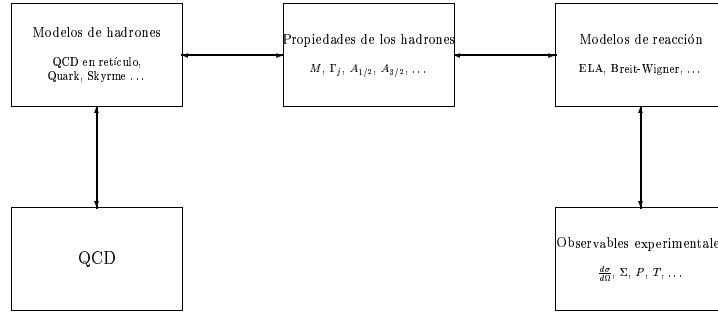 Modelos de hadrones
QCD en retículo,
Quark, Skyrme ...
Propiedades de los hadrones
M, Γ_j, A_{1/2}, A_{3/2}, ...
Modelos de reacción
ELA, Breit-Wigner, ...
QCD
Observables experimentale
dσ/dΩ, Σ, P, T, ...